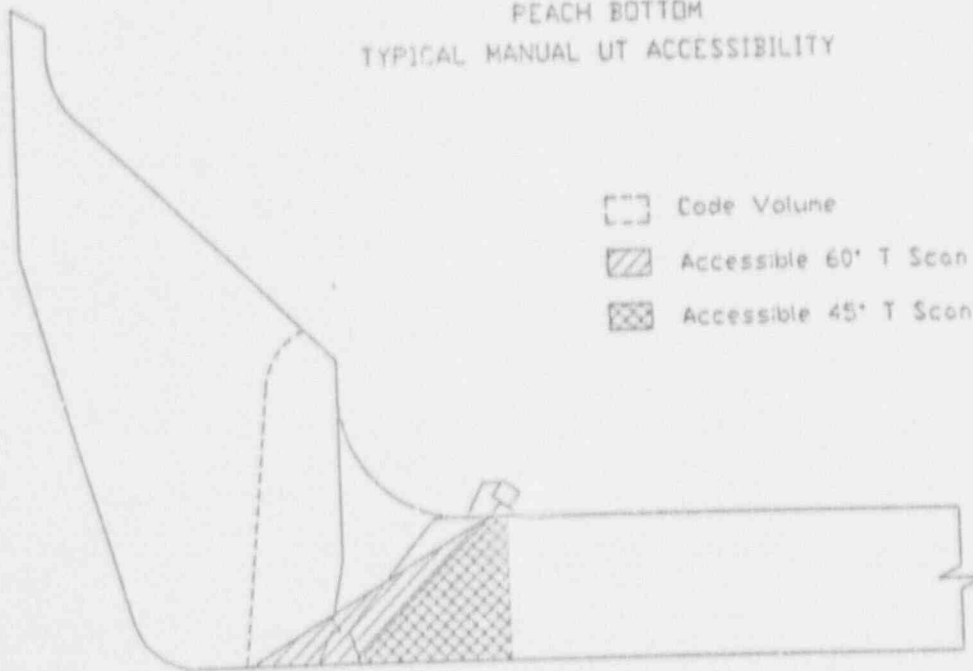 PEACH BOTTOM
TYPICAL MANUAL UT ACCESSIBILITY
Code Volume
Accessible 60° T Scan
Accessible 45° T Scan